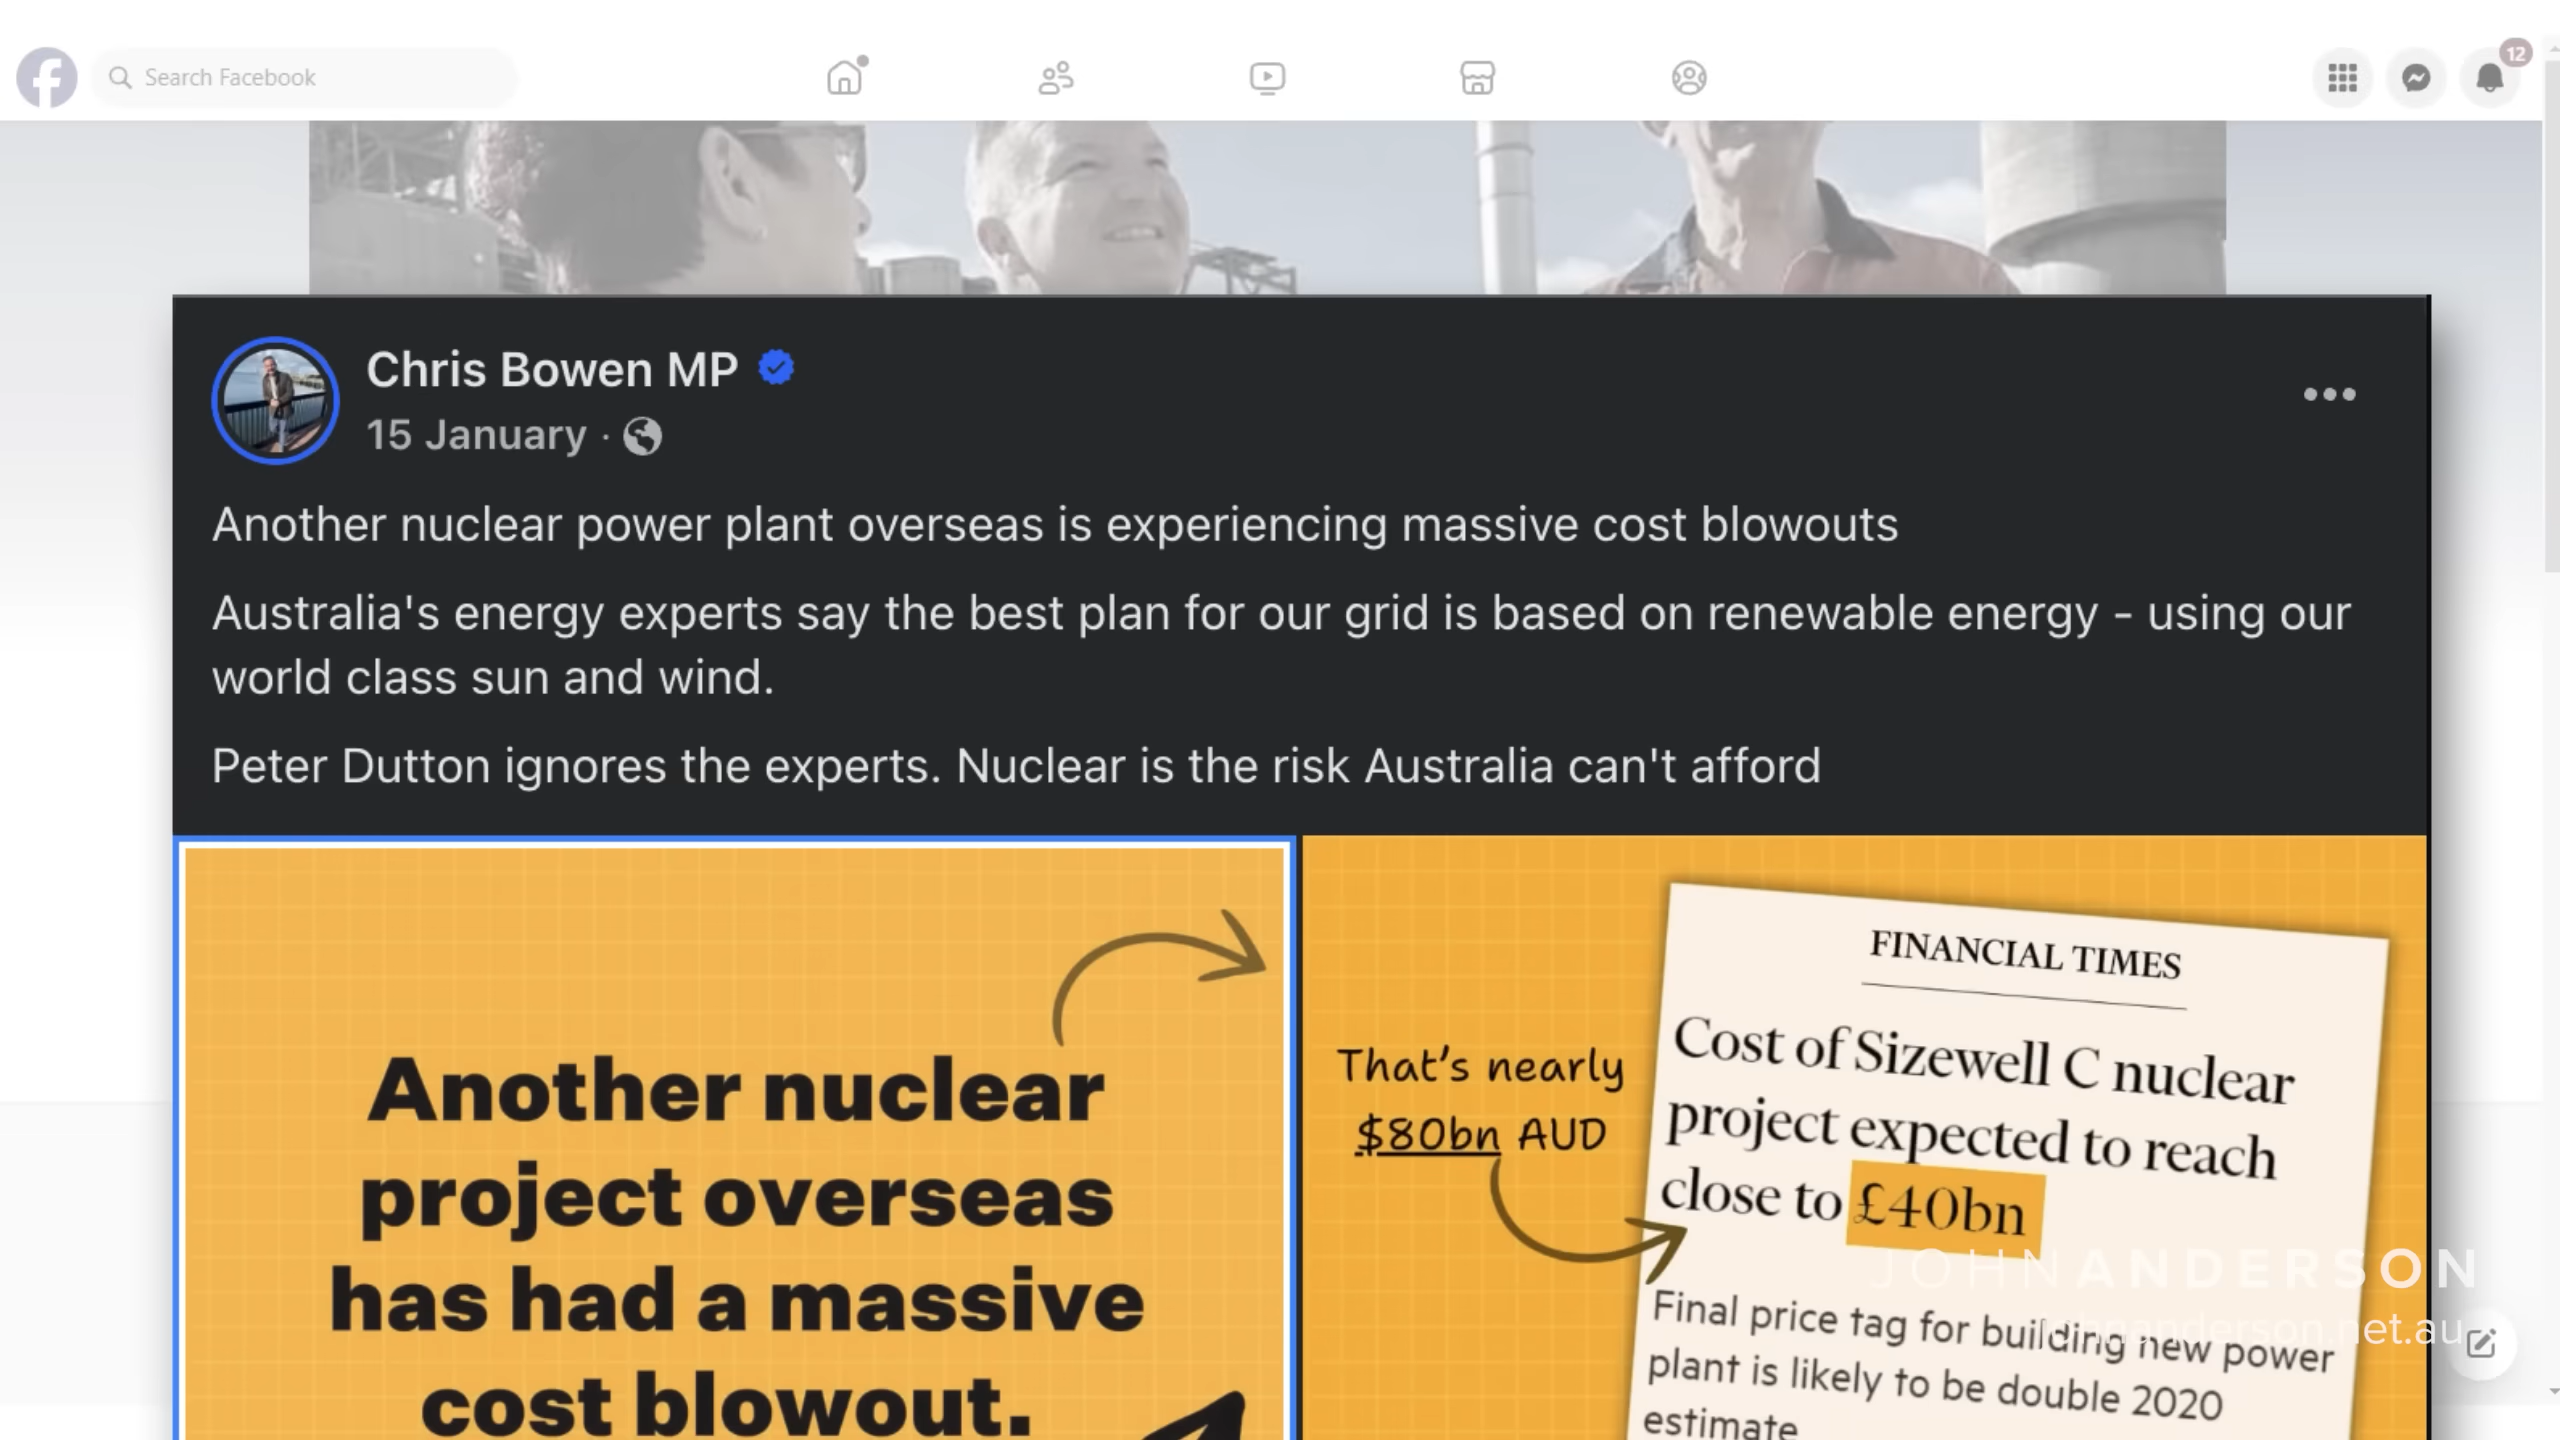 Search Facebook
12
Chris Bowen MP
15 January ·
Another nuclear power plant overseas is experiencing massive cost blowouts
Australia's energy experts say the best plan for our grid is based on renewable energy - using our
world class sun and wind.
Peter Dutton ignores the experts. Nuclear is the risk Australia can't afford
Another nuclear
project overseas
has had a massive
cost blowout.
That's nearly
$80bn AUD
FINANCIAL TIMES
Cost of Sizewell C nuclear
project expected to reach
close to £40bn
Final price tag for building new power
plant is likely to be double 2020
estimate
JOHNANDERSON
johnanderson.net.au